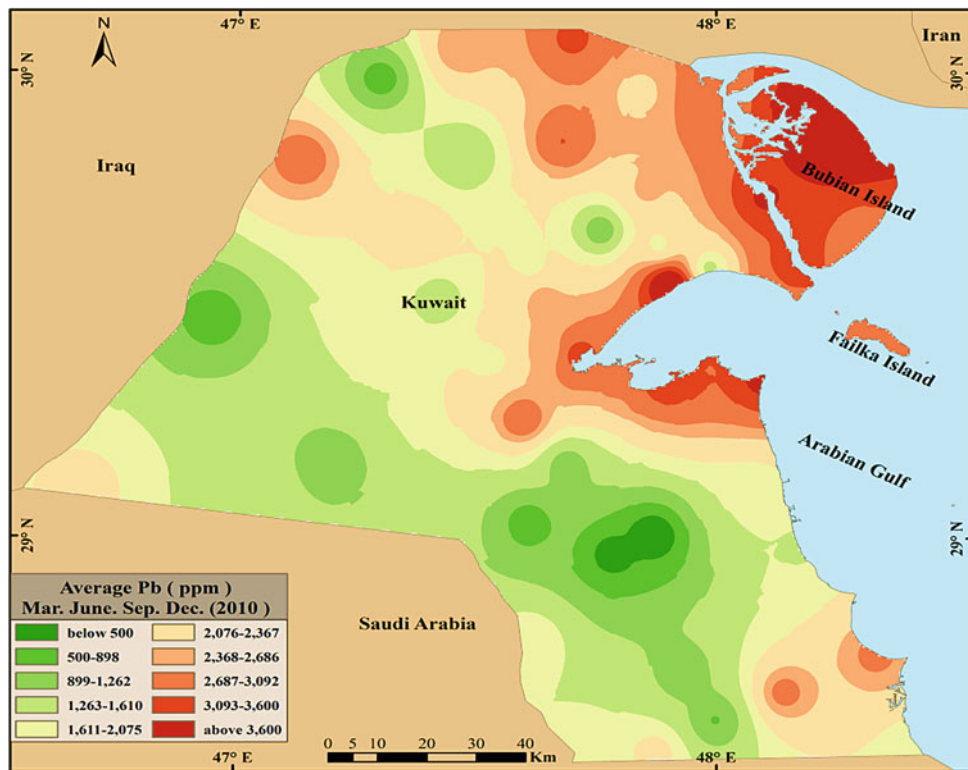 47° E
48° E
N
Iran
30° N
30° N
Iraq
Bubian Island
Kuwait
Failka Island
Arabian Gulf
29° N
29° N
Average Pb ( ppm )
Mar. June. Sep. Dec. (2010 )
below 500
2,076-2,367
500-898
2,368-2,686
899-1,262
2,687-3,092
1,263-1,610
3,093-3,600
1,611-2,075
above 3,600
Saudi Arabia
0 5 10 20 30 40
Km
47° E
48° E